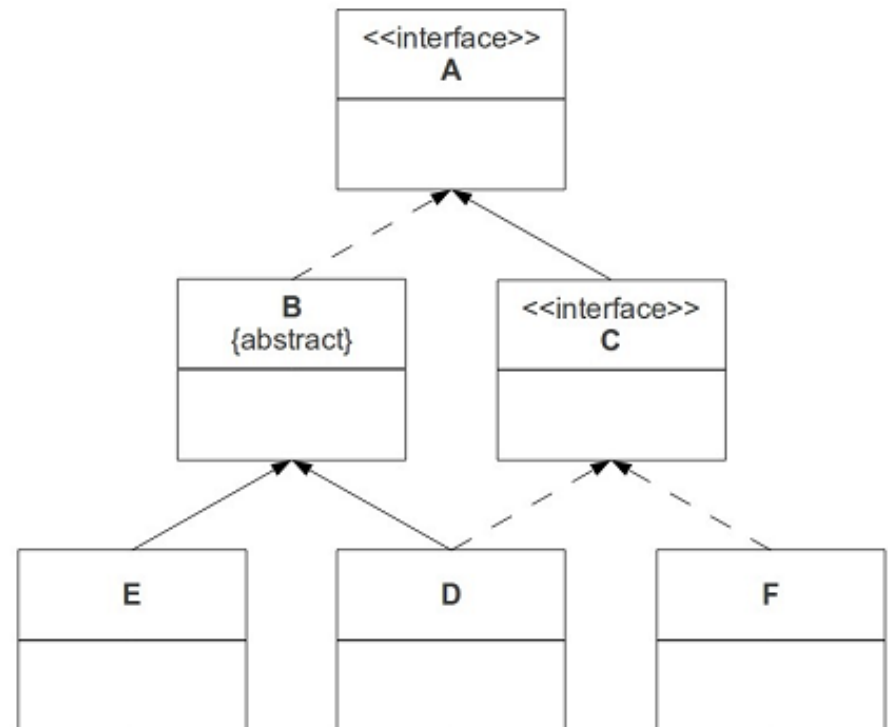 <<interface>>
A
B
{abstract}
<<interface>>
C
E
D
F